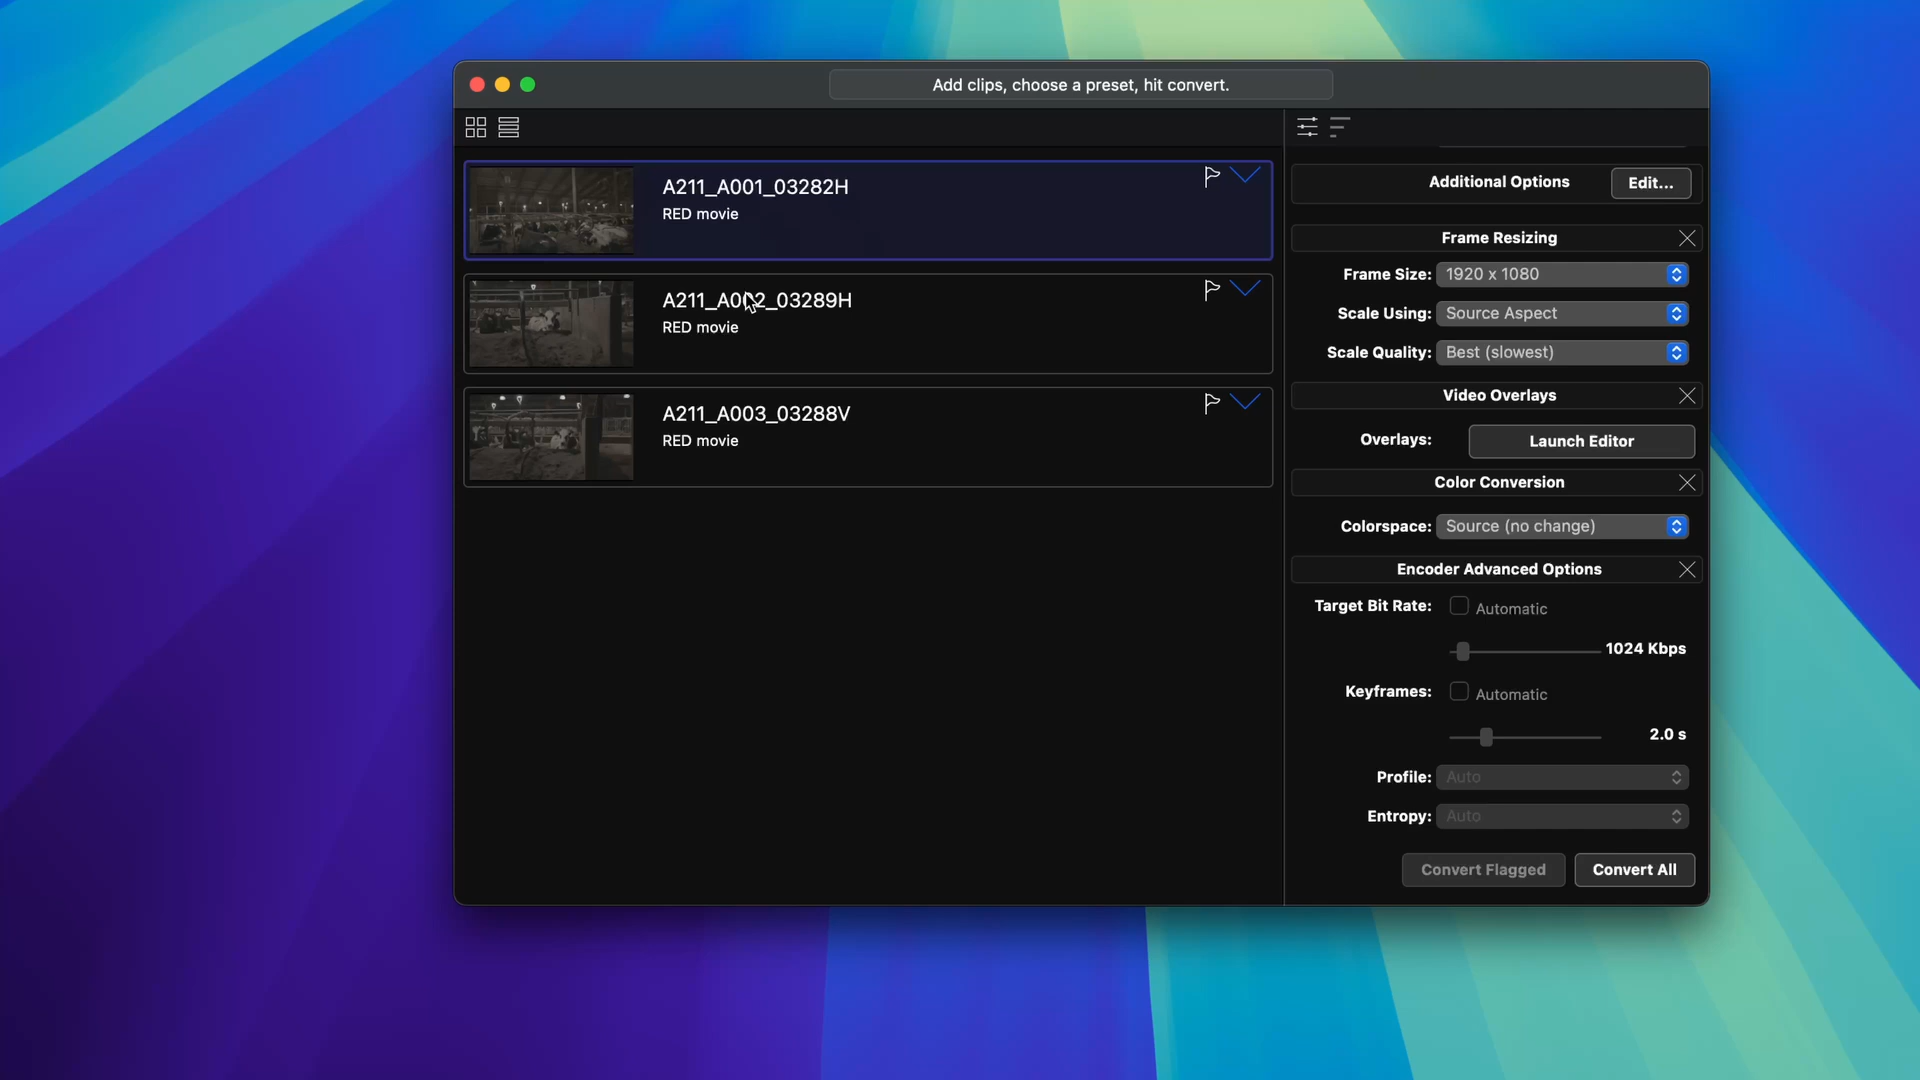 Add clips, choose a preset, hit convert.
A211_A001_03282H
RED movie
A211_A002_03289H
RED movie
A211_A003_03288V
RED movie
Additional Options
Edit...
Frame Resizing
Frame Size: 1920 x 1080
Scale Using: Source Aspect
Scale Quality: Best (slowest)
Video Overlays
Overlays: Launch Editor
Color Conversion
Colorspace: Source (no change)
Encoder Advanced Options
Target Bit Rate: Automatic
1024 Kbps
Keyframes: Automatic
2.0 s
Profile: Auto
Entropy: Auto
Convert Flagged
Convert All